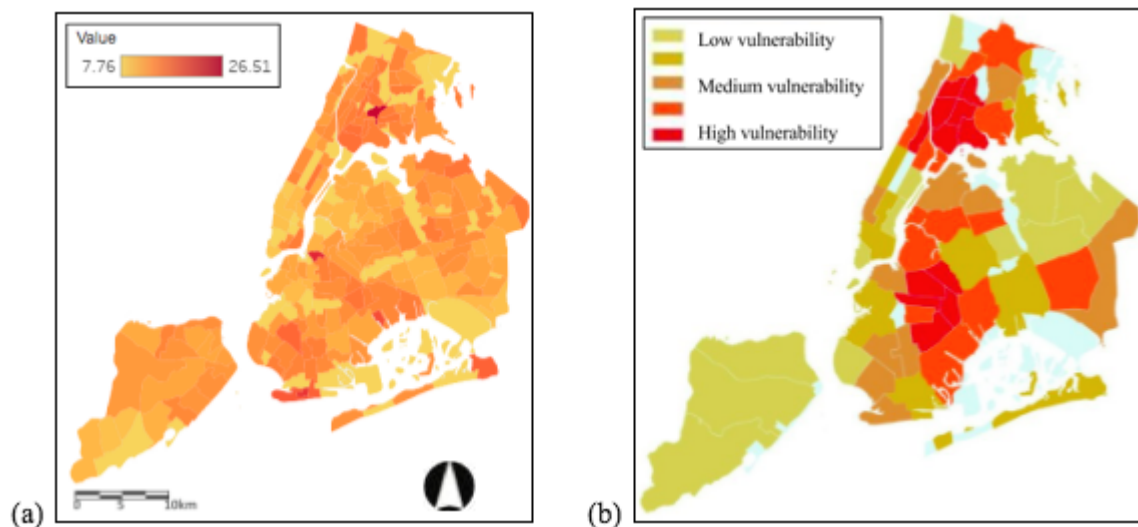 Value
7.76 26.51
0 5 10km
(a)
Low vulnerability
Medium vulnerability
High vulnerability
(b)